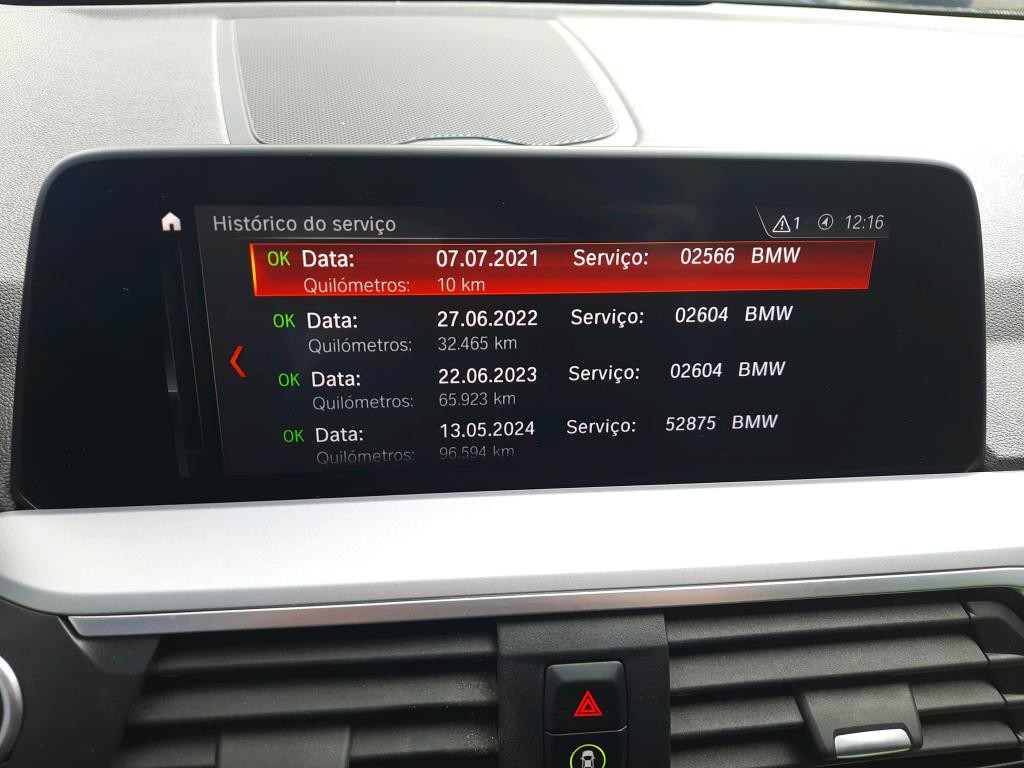 Histórico do serviço 1 12:16
OK Data: 07.07.2021 Serviço: 02566 BMW
Quilómetros: 10 km
OK Data: 27.06.2022 Serviço: 02604 BMW
Quilómetros: 32.465 km
OK Data: 22.06.2023 Serviço: 02604 BMW
Quilómetros: 65.923 km
OK Data: 13.05.2024 Serviço: 52875 BMW
Quilómetros: 96.594 km